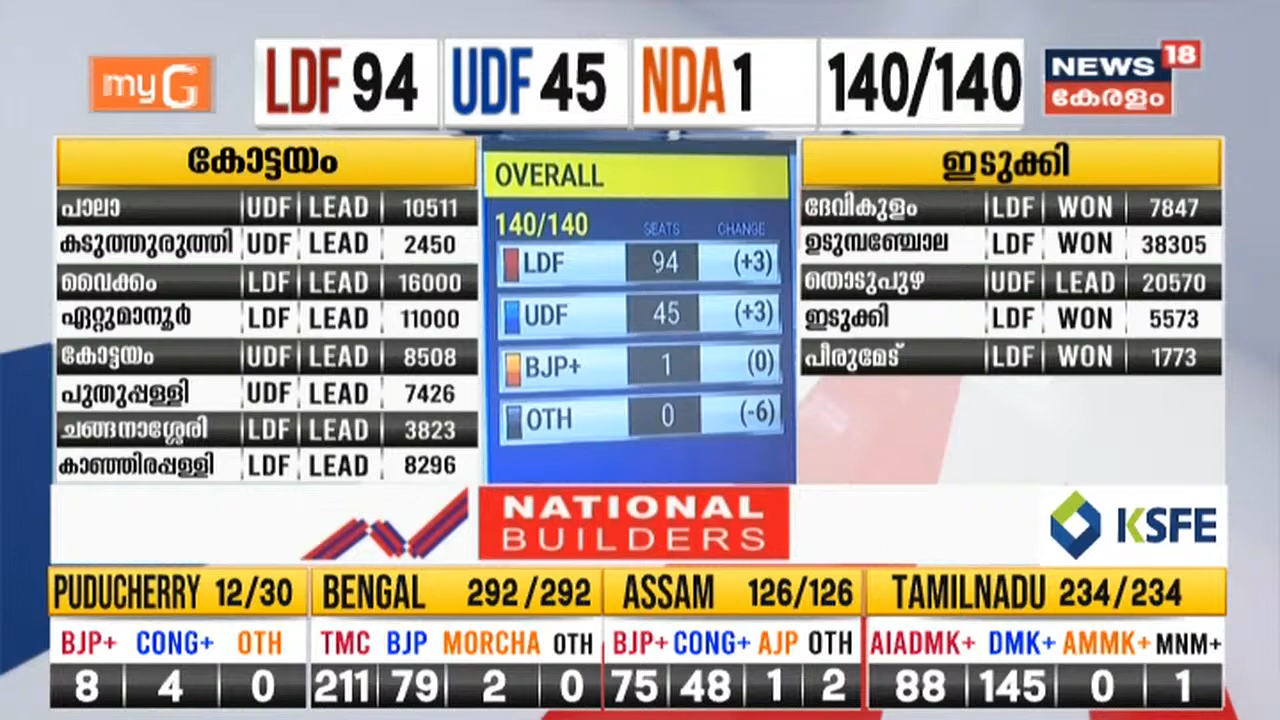 myG
LDF 94 UDF 45 NDA 1 140/140
NEWS 18
കേരളം
കോട്ടയം
പാലാ UDF LEAD 10511
കടുത്തുരുത്തി UDF LEAD 2450
വൈക്കം LDF LEAD 16000
ഏറ്റുമാനൂർ LDF LEAD 11000
കോട്ടയം UDF LEAD 8508
പുതുപ്പള്ളി UDF LEAD 7426
ചങ്ങനാശ്ശേരി LDF LEAD 3823
കാഞ്ഞിരപ്പള്ളി LDF LEAD 8296
OVERALL
140/140 SEATS CHANGE
LDF 94 (+3)
UDF 45 (+3)
BJP+ 1 (0)
OTH 0 (-6)
ഇടുക്കി
ദേവികുളം LDF WON 7847
ഉടുമ്പഞ്ചോല LDF WON 38305
തൊടുപുഴ UDF LEAD 20570
ഇടുക്കി LDF WON 5573
പീരുമേട് LDF WON 1773
NATIONAL
BUILDERS
KSFE
PUDUCHERRY 12/30 BENGAL 292/292 ASSAM 126/126 TAMILNADU 234/234
BJP+ CONG+ OTH TMC BJP MORCHA OTH BJP+ CONG+ AJP OTH AIADMK+ DMK+ AMMK+ MNM+
8 4 0 211 79 2 0 75 48 1 2 88 145 0 1